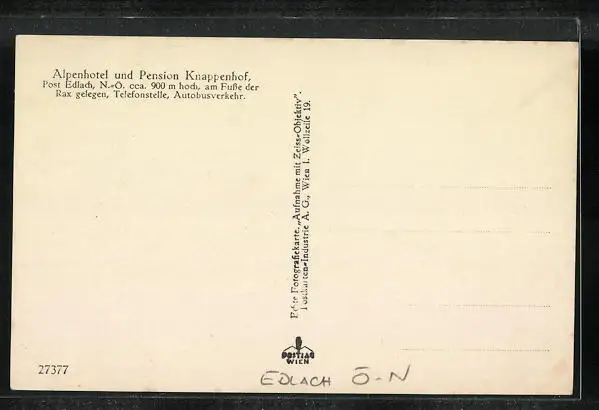 Alpenhotel und Pension Knappenhof,
Post Edlach, N.-Ö. cca. 900 m hoch, am Fuße der
Rax gelegen, Telefonstelle, Autobusverkehr.
Echte Fotografiekarte. „Aufnahme mit Zeiss-Objektiv".
Postkarten-Industrie A. G., Wien I. Wollzeile 19.
POSTIAG
WIEN
27377
EDLACH Ö-N